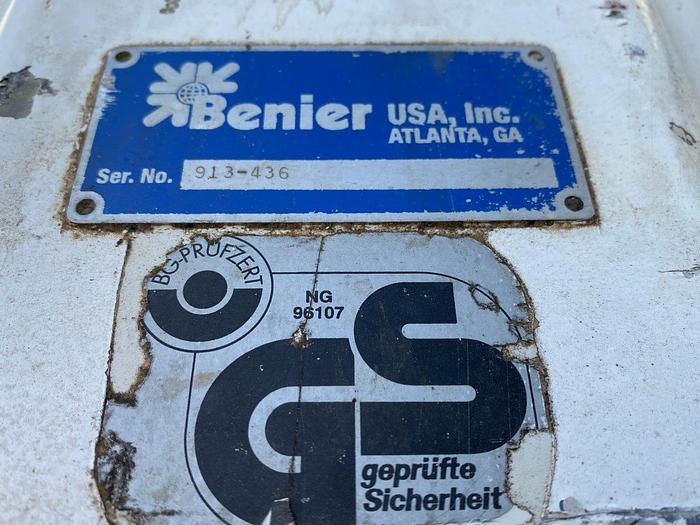 Benier USA, Inc.
ATLANTA, GA
Ser. No. 913-436
BG-PRÜFZERT
NG
96107
GS
geprüfte
Sicherheit